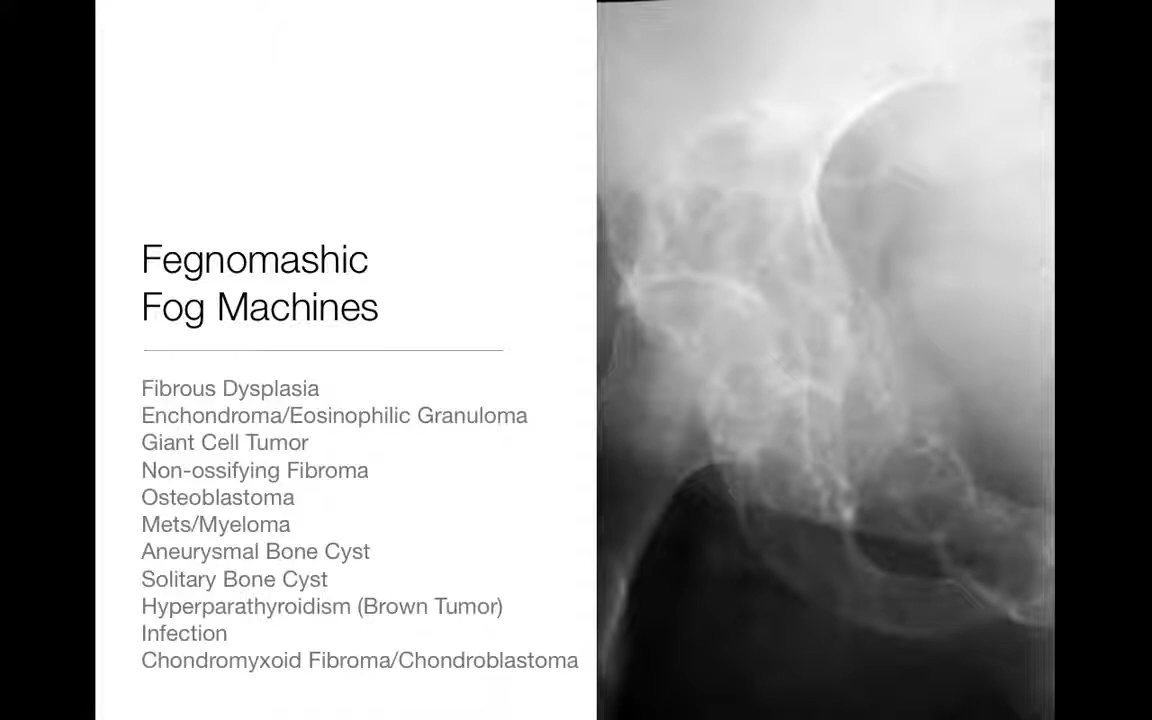 Fegnomashic
Fog Machines
Fibrous Dysplasia
Enchondroma/Eosinophilic Granuloma
Giant Cell Tumor
Non-ossifying Fibroma
Osteoblastoma
Mets/Myeloma
Aneurysmal Bone Cyst
Solitary Bone Cyst
Hyperparathyroidism (Brown Tumor)
Infection
Chondromyxoid Fibroma/Chondroblastoma